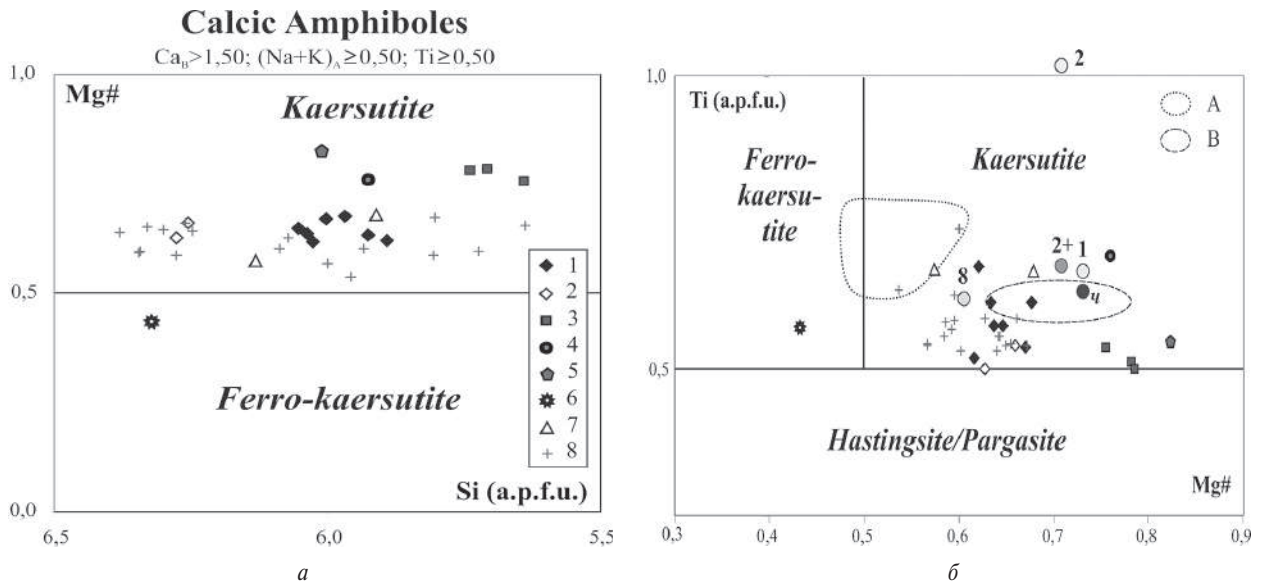 Calcic Amphiboles
Ca_B>1,50; (Na+K)_A≥0,50; Ti≥0,50
1,0
Mg#
Kaersutite
0,5
Ferro-kaersutite
1
2
3
4
5
6
7
8
Si (a.p.f.u.)
0,0
6,5
6,0
5,5
а
2
1,0
Ti (a.p.f.u.)
A
B
Ferro-
kaersu-
tite
Kaersutite
2+
1
8
ч
0,5
Hastingsite/Pargasite
Mg#
0,3
0,4
0,5
0,6
0,7
0,8
0,9
б